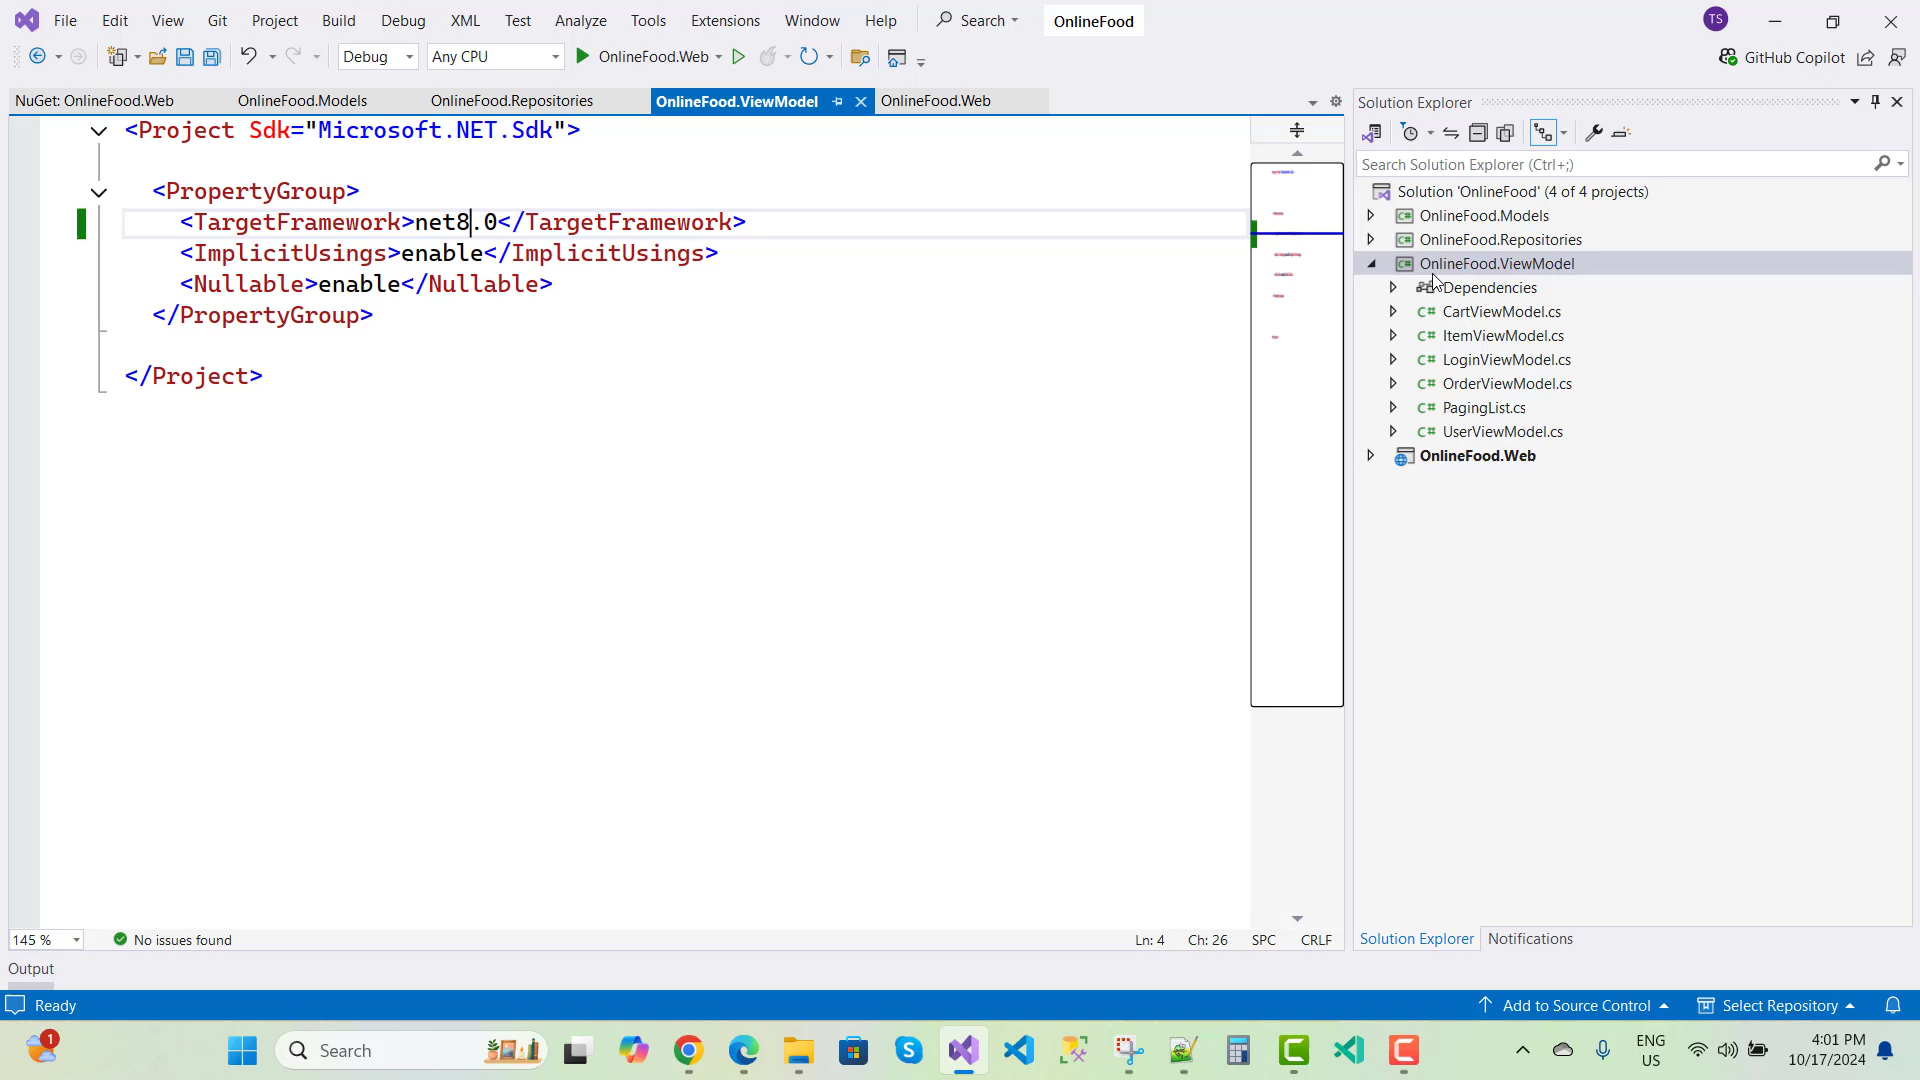 File Edit View Git Project Build Debug Test Analyze Tools Extensions Window Help Search OnlineFood TS
XML
Debug Any CPU OnlineFood.Web GitHub Copilot
NuGet: OnlineFood.Web OnlineFood.Models OnlineFood.Repositories OnlineFood.ViewModel OnlineFood.Web
<Project Sdk="Microsoft.NET.Sdk">
<PropertyGroup>
<TargetFramework>net8.0</TargetFramework>
<ImplicitUsings>enable</ImplicitUsings>
<Nullable>enable</Nullable>
</PropertyGroup>
</Project>
145 % No issues found Ln: 4 Ch: 26 SPC CRLF
Solution Explorer
Search Solution Explorer (Ctrl+;)
Solution 'OnlineFood' (4 of 4 projects)
OnlineFood.Models
OnlineFood.Repositories
OnlineFood.ViewModel
Dependencies
C# CartViewModel.cs
C# ItemViewModel.cs
C# LoginViewModel.cs
C# OrderViewModel.cs
C# PagingList.cs
C# UserViewModel.cs
OnlineFood.Web
Solution Explorer Notifications
Output
Ready Add to Source Control Select Repository
1 Search ENG 4:01 PM
US 10/17/2024